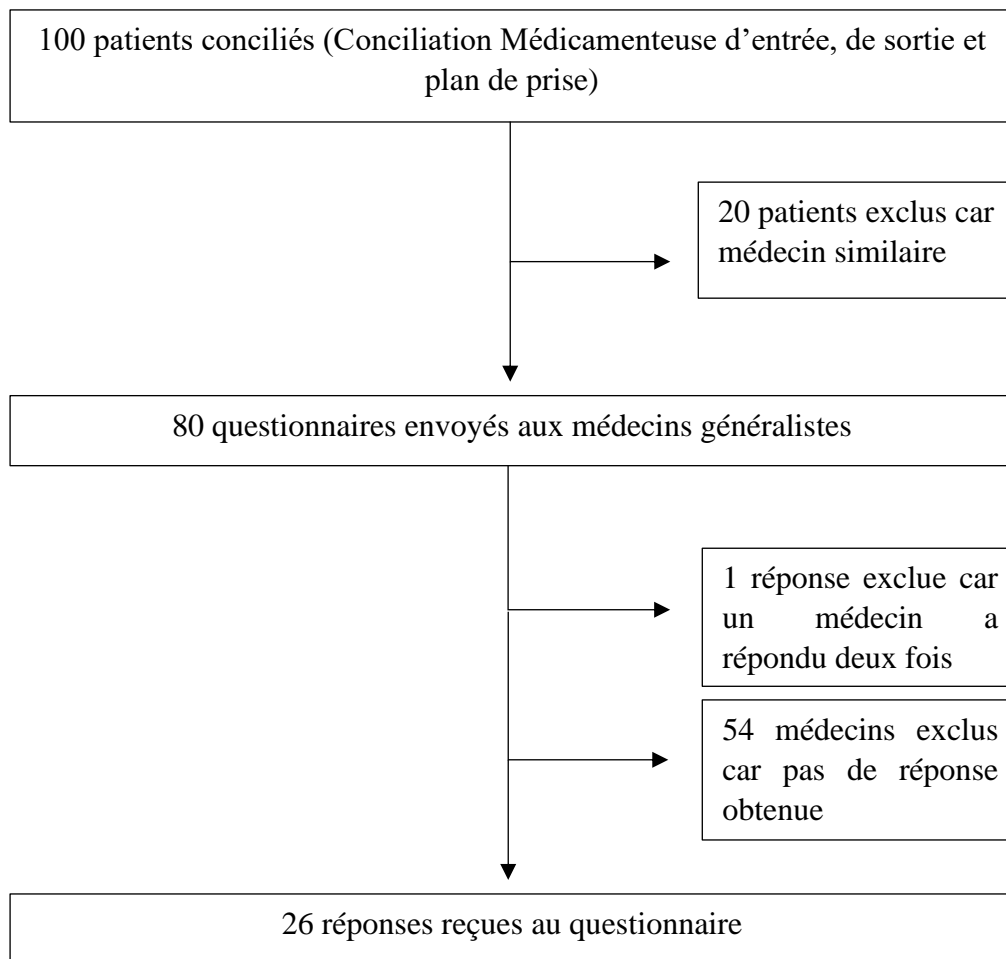 100 patients conciliés (Conciliation Médicamenteuse d’entrée, de sortie et
plan de prise)
20 patients exclus car
médecin similaire
80 questionnaires envoyés aux médecins généralistes
1 réponse exclue car
un médecin a
répondu deux fois
54 médecins exclus
car pas de réponse
obtenue
26 réponses reçues au questionnaire